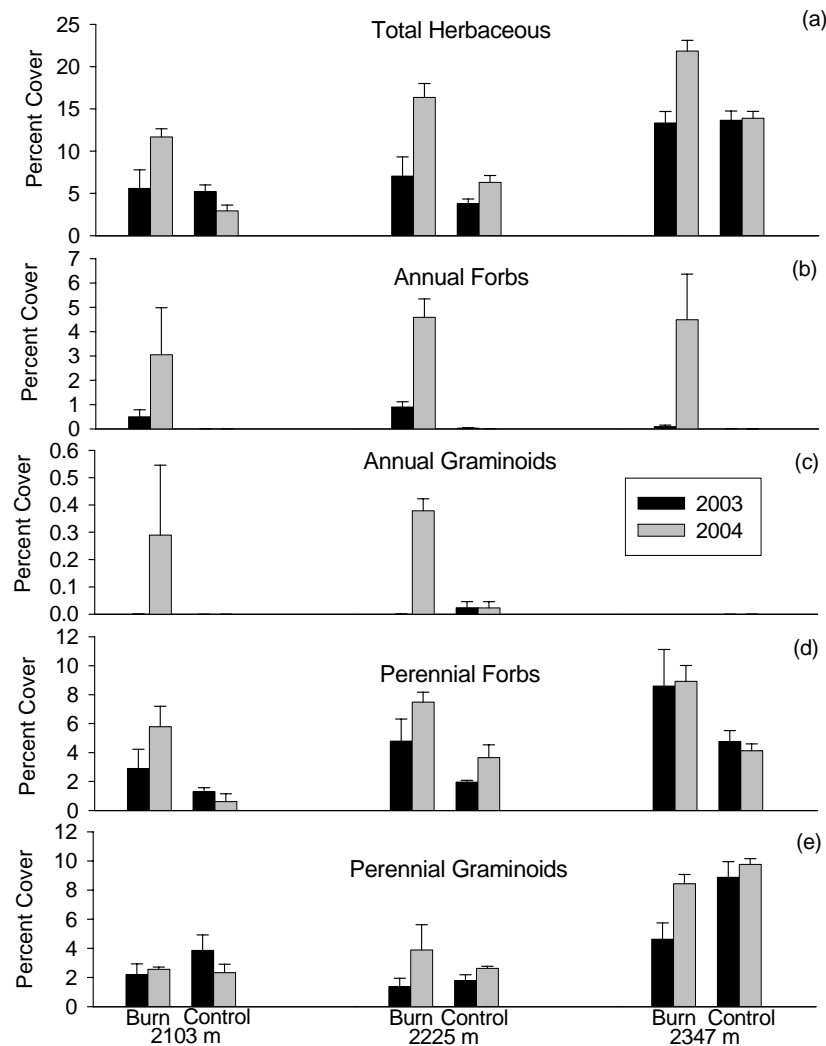 (a)
Total Herbaceous
Percent Cover
25
20
15
10
5
0
(b)
Annual Forbs
Percent Cover
7
6
5
4
3
2
1
0
(c)
Annual Graminoids
Percent Cover
0.6
0.5
0.4
0.3
0.2
0.1
0.0
2003
2004
(d)
Perennial Forbs
Percent Cover
12
10
8
6
4
2
0
(e)
Perennial Graminoids
Percent Cover
12
10
8
6
4
2
0
Burn Control Burn Control Burn Control
2103 m 2225 m 2347 m